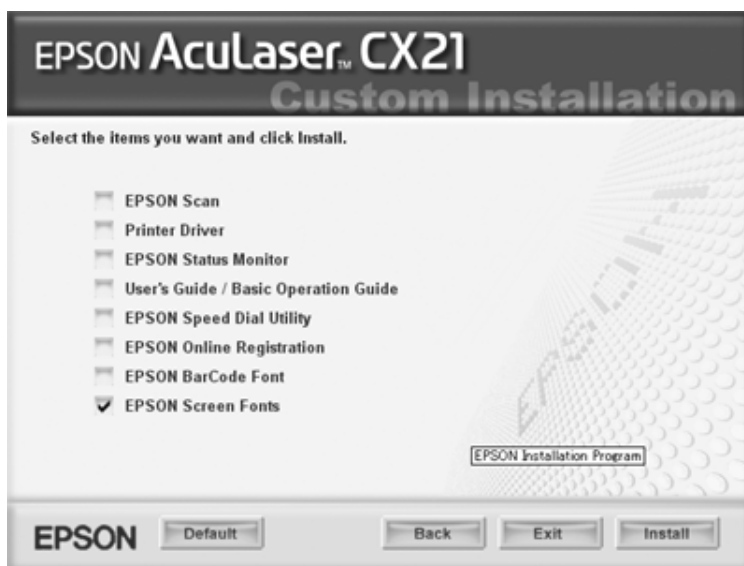 EPSON AcuLaser™ CX21
Custom Installation
Select the items you want and click Install.
EPSON Scan
Printer Driver
EPSON Status Monitor
User's Guide / Basic Operation Guide
EPSON Speed Dial Utility
EPSON Online Registration
EPSON BarCode Font
EPSON Screen Fonts
EPSON
EPSON Installation Program
EPSON Default Back Exit Install